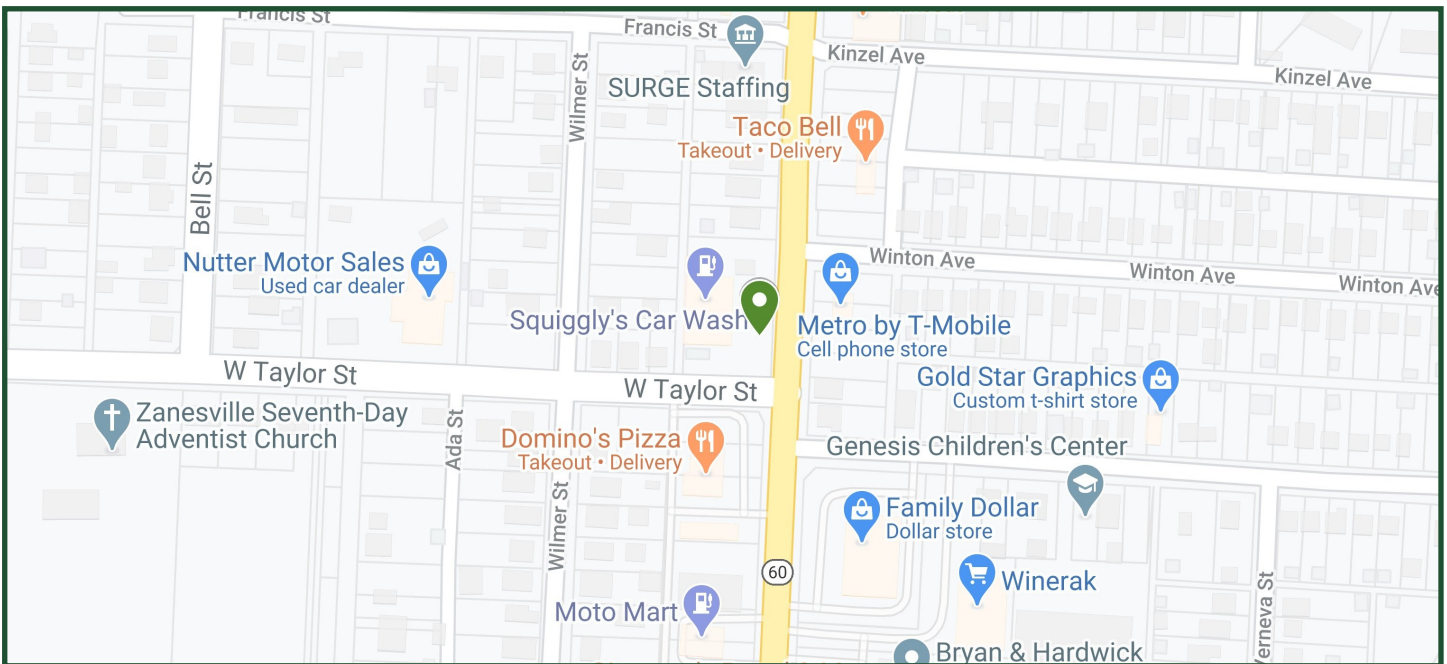 Francis St
Francis St
Kinzel Ave
Kinzel Ave
SURGE Staffing
Wilmer St
Taco Bell
Takeout • Delivery
Bell St
Nutter Motor Sales
Used car dealer
Winton Ave
Winton Ave
Winton Ave
Squiggly's Car Wash
Metro by T-Mobile
Cell phone store
W Taylor St
W Taylor St
Gold Star Graphics
Custom t-shirt store
Zanesville Seventh-Day
Adventist Church
Ada St
Domino's Pizza
Takeout • Delivery
Genesis Children's Center
Wilmer St
Family Dollar
Dollar store
60
Winerak
Moto Mart
Verneva St
Bryan & Hardwick